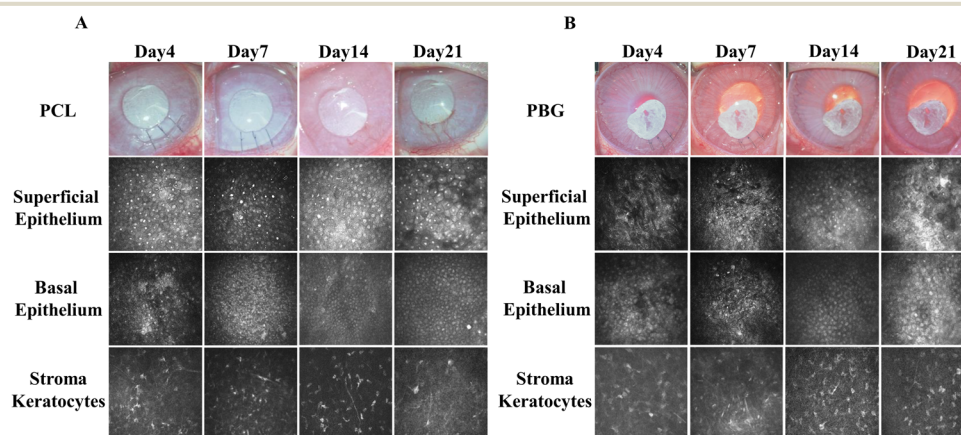 A
Day4 Day7 Day14 Day21
PCL
Superficial
Epithelium
Basal
Epithelium
Stroma
Keratocytes
B
Day4 Day7 Day14 Day21
PBG
Superficial
Epithelium
Basal
Epithelium
Stroma
Keratocytes